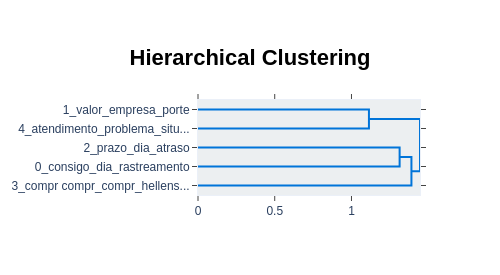 Hierarchical Clustering
1_valor_empresa_porte
4_atendimento_problema_situ...
2_prazo_dia_atraso
0_consigo_dia_rastreamento
3_compr compr_compr_hellens...
0
0.5
1